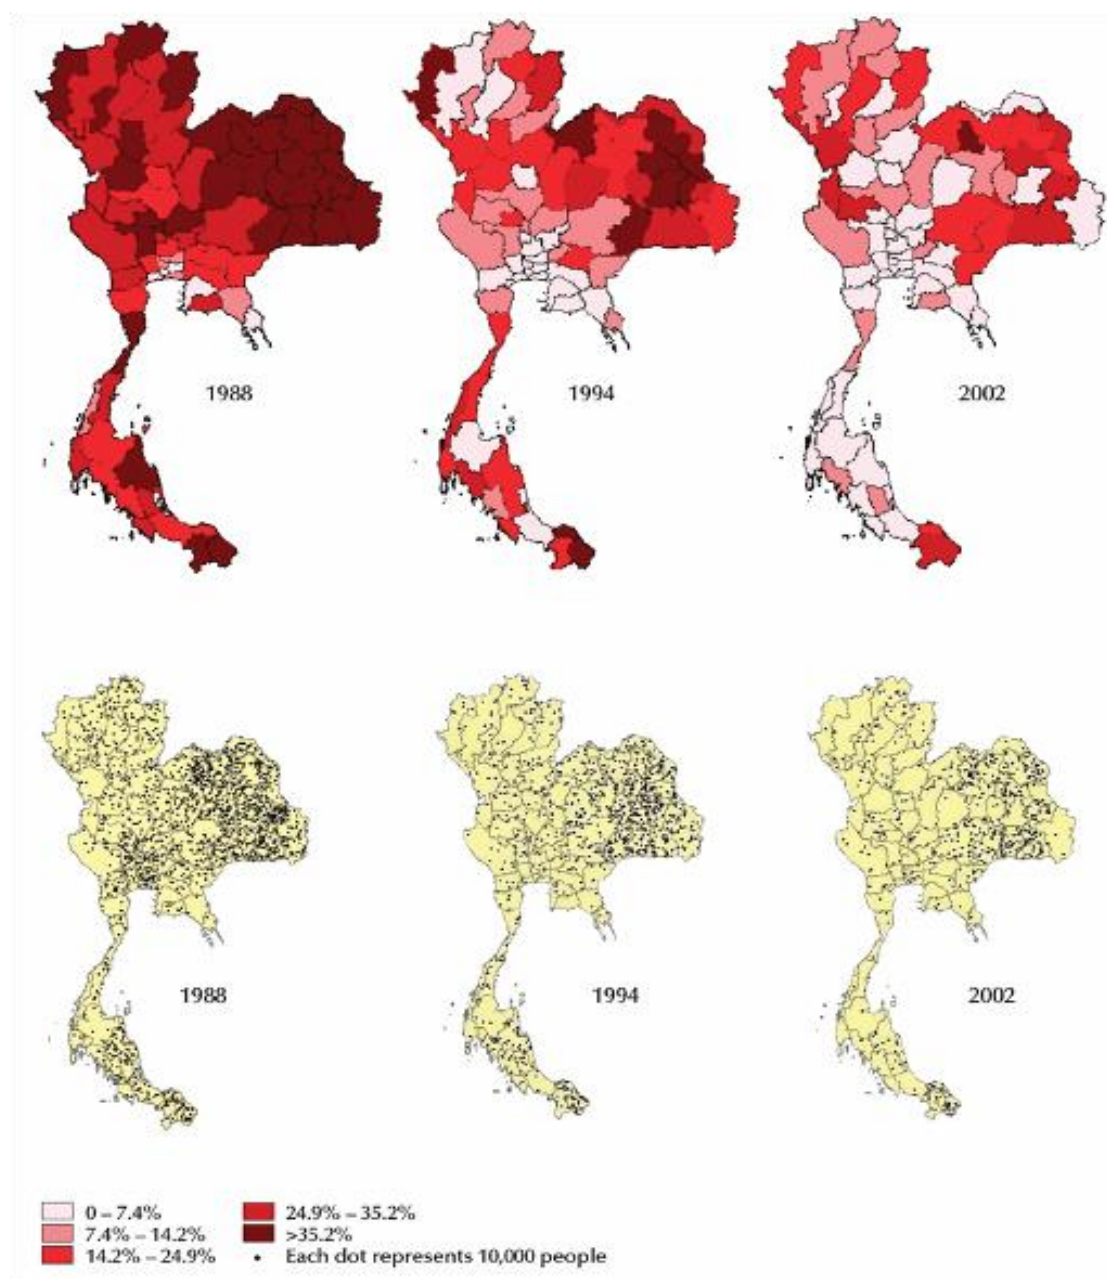 1988
1994
2002
1988
1994
2002
0 – 7.4%
7.4% – 14.2%
14.2% – 24.9%
24.9% – 35.2%
>35.2%
Each dot represents 10,000 people